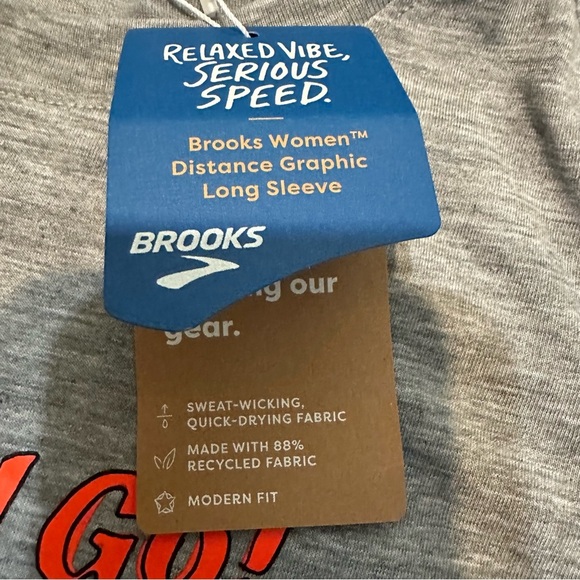 RELAXED VIBE,
SERIOUS
SPEED.
Brooks Women™
Distance Graphic
Long Sleeve
BROOKS
our
gear.
SWEAT-WICKING,
QUICK-DRYING FABRIC
MADE WITH 88%
RECYCLED FABRIC
MODERN FIT
GO!